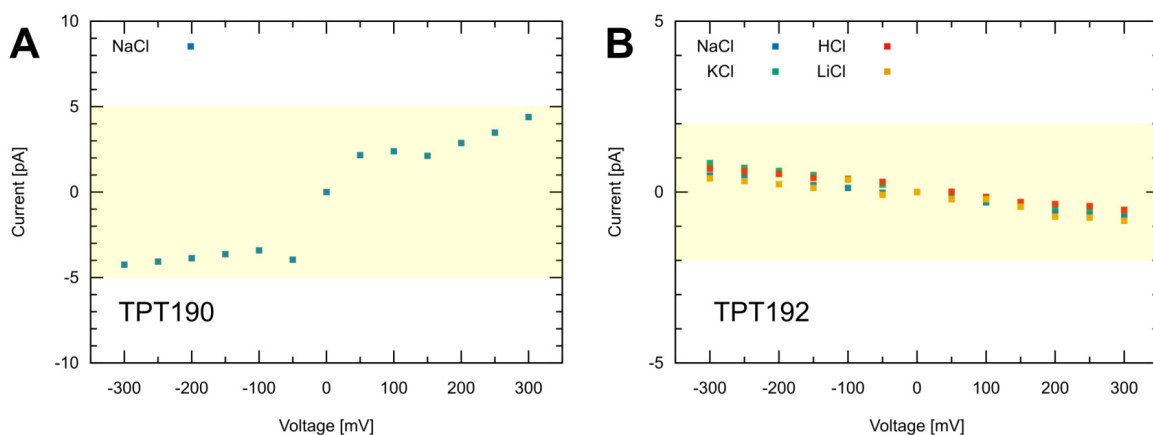 A
NaCl
Current [pA]
10
5
0
-5
-10
TPT190
-300 -200 -100 0 100 200 300
Voltage [mV]
B
NaCl HCl
KCl LiCl
Current [pA]
5
0
-5
TPT192
-300 -200 -100 0 100 200 300
Voltage [mV]